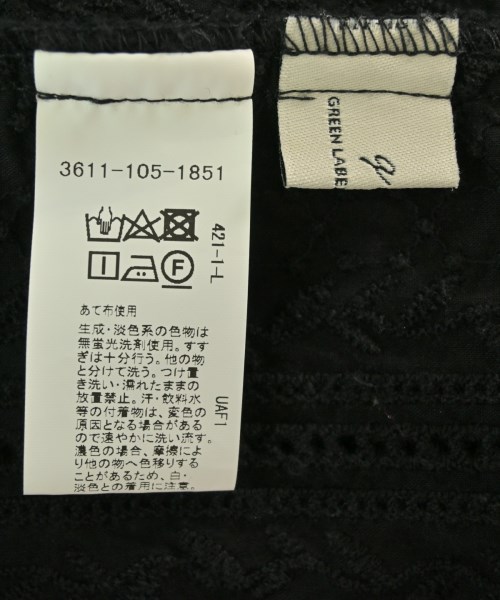 3611-105-1851
421-1-L
F
あて布使用
生成・淡色系の色物は
無蛍光洗剤使用。すす
ぎは十分行う。他の物
と分けて洗う。つけ置
き洗い・濡れたままの
放置禁止。汗・飲料水
等の付着物は、変色の
原因となる場合がある
ので速やかに洗い流す。
濃色の場合、摩擦によ
り他の物へ色移りする
ことがあるため、白・
淡色との着用に注意。
UAF1
GREEN LABE